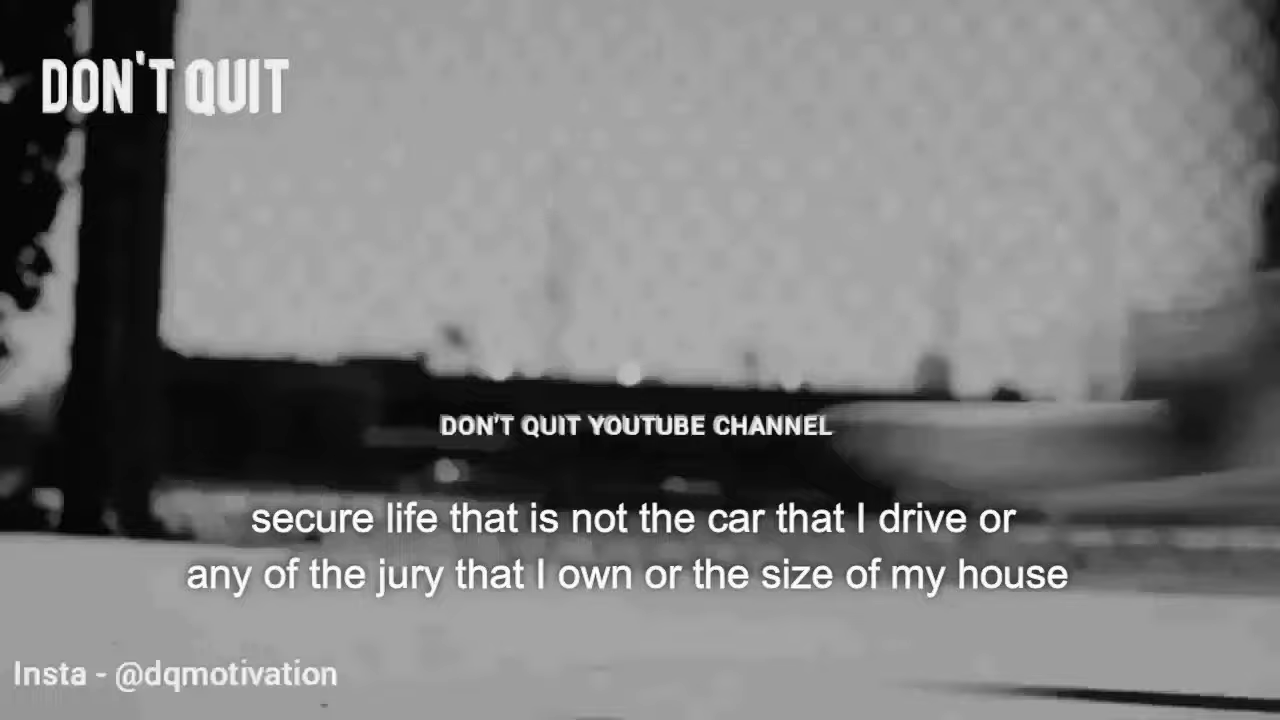 DON'T QUIT
DON'T QUIT YOUTUBE CHANNEL
secure life that is not the car that I drive or
any of the jury that I own or the size of my house
Insta - @dqmotivation